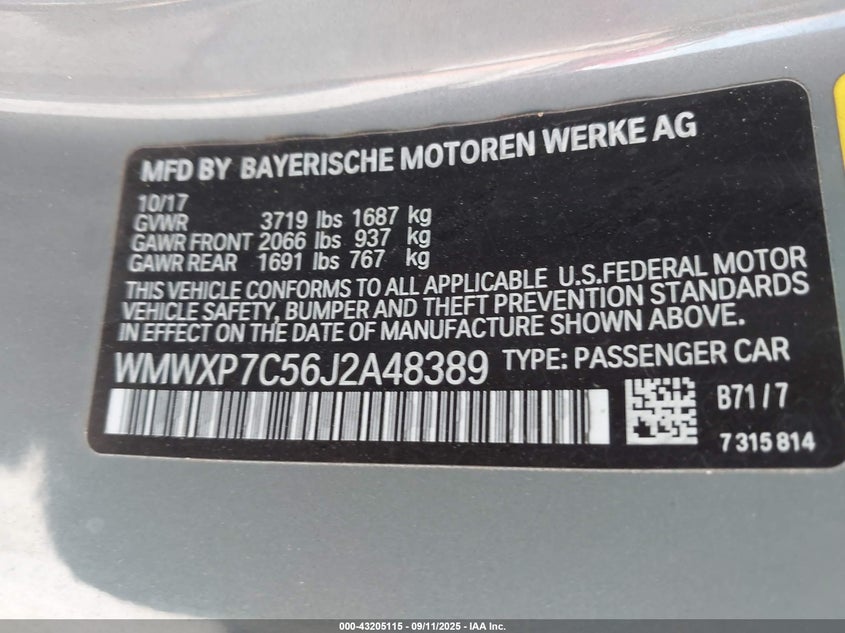 MFD BY BAYERISCHE MOTOREN WERKE AG
10/17
GVWR 3719 lbs 1687 kg
GAWR FRONT 2066 lbs 937 kg
GAWR REAR 1691 lbs 767 kg
THIS VEHICLE CONFORMS TO ALL APPLICABLE U.S.FEDERAL MOTOR
VEHICLE SAFETY, BUMPER AND THEFT PREVENTION STANDARDS
IN EFFECT ON THE DATE OF MANUFACTURE SHOWN ABOVE.
WMWXP7C56J2A48389 TYPE: PASSENGER CAR
B71/7
7315814
000-43205115 - 09/11/2025 - IAA Inc.